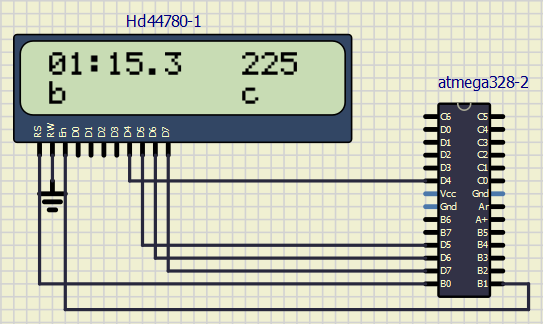 Hd44780-1
01:15.3 225
b c
atmega328-2
RS RW En D0 D1 D2 D3 D4 D5 D6 D7
C6 C5
D0 C4
D1 C3
D2 C2
D3 C1
D4 C0
Vcc Gnd
Gnd Ar
B6 A+
B7 B5
D5 B4
D6 B3
D7 B2
B0 B1